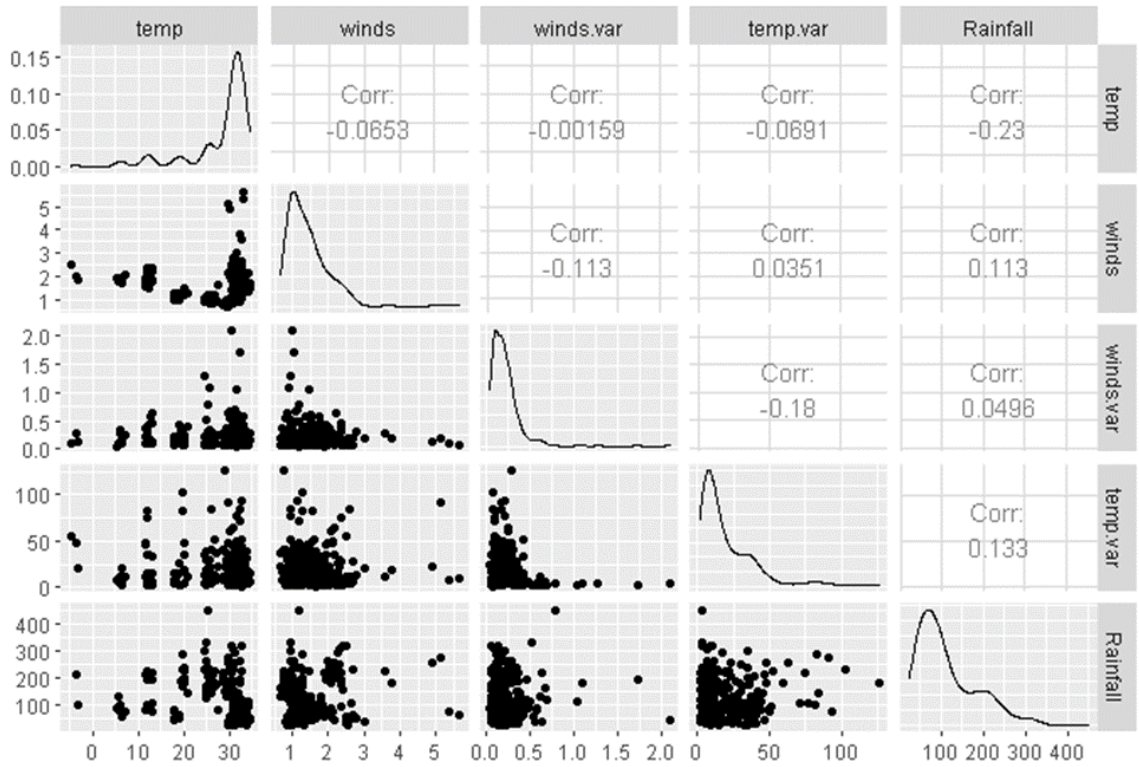 temp winds winds.var temp.var Rainfall
0.15
0.10
0.05
0.00
Corr:
-0.0653
Corr:
-0.00159
Corr:
-0.0691
Corr:
-0.23
temp
5
4
3
2
1
Corr:
-0.113
Corr:
0.0351
Corr:
0.113
winds
2.0
1.5
1.0
0.5
0.0
Corr:
-0.18
Corr:
0.0496
winds.var
100
50
0
Corr:
0.133
temp.var
400
300
200
100
Rainfall
0 10 20 30 1 2 3 4 5 0.0 0.5 1.0 1.5 2.0 0 50 100 100 200 300 400